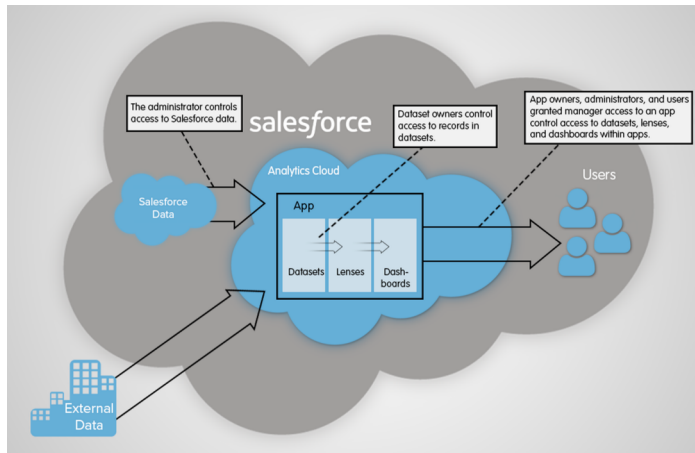 The administrator controls
access to Salesforce data.
salesforce
Dataset owners control
access to records in
datasets.
App owners, administrators, and users
granted manager access to an app
control access to datasets, lenses,
and dashboards within apps.
Analytics Cloud
Users
Salesforce
Data
App
Datasets
Lenses
Dash-
boards
External
Data